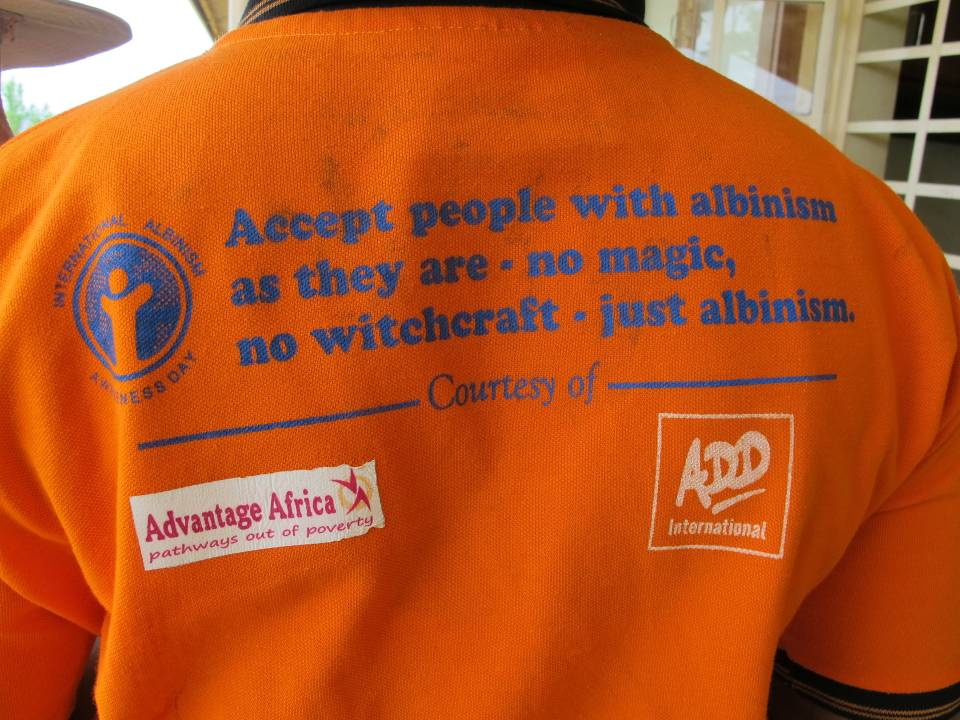 INTERNATIONAL ALBINISM
AWARENESS DAY
Accept people with albinism
as they are - no magic,
no witchcraft - just albinism.
Courtesy of
Advantage Africa
pathways out of poverty
ADD
International